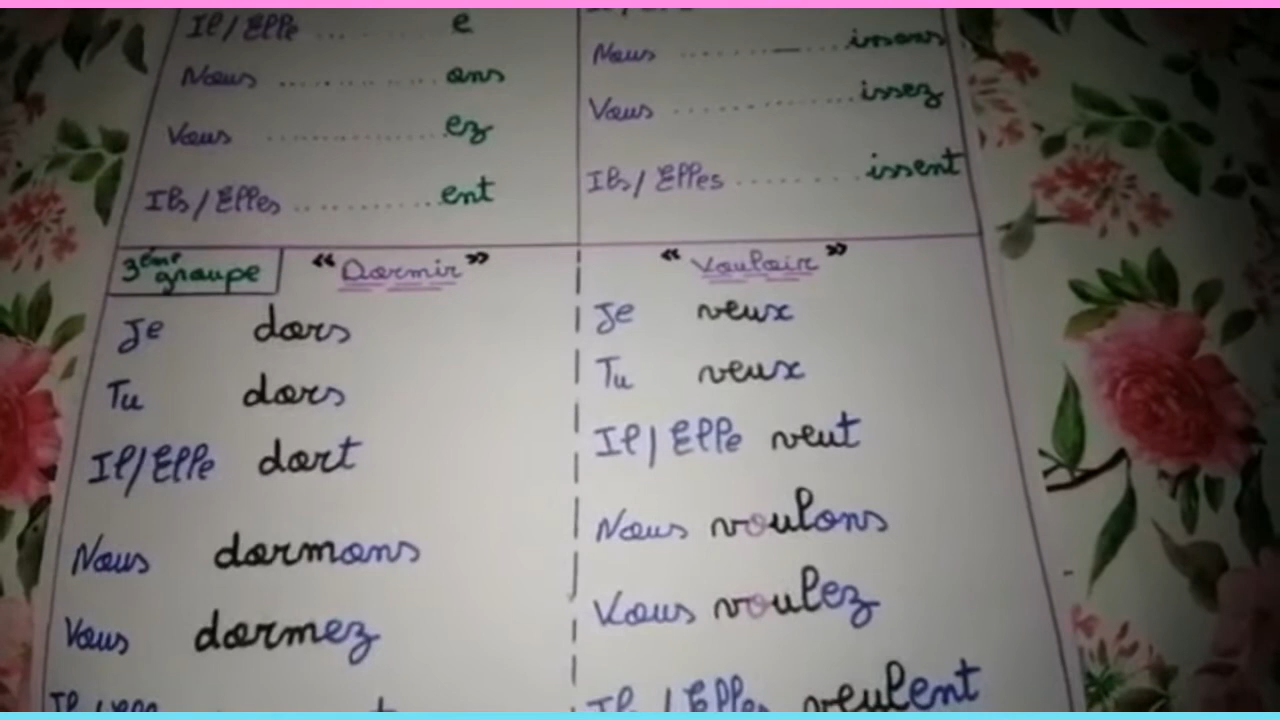 Il/Elle ............ e
Nous ............ ons
Vous ............ ez
Ils/Elles ............ ent
Nous ............ issons
Vous ............ issez
Ils/Elles ............ issent
3ème groupe
« Dormir »
Je dors
Tu dors
Il/Elle dort
Nous dormons
Vous dormez
« Vouloir »
Je veux
Tu veux
Il/Elle veut
Nous voulons
Vous voulez
Ils/Elles veulent